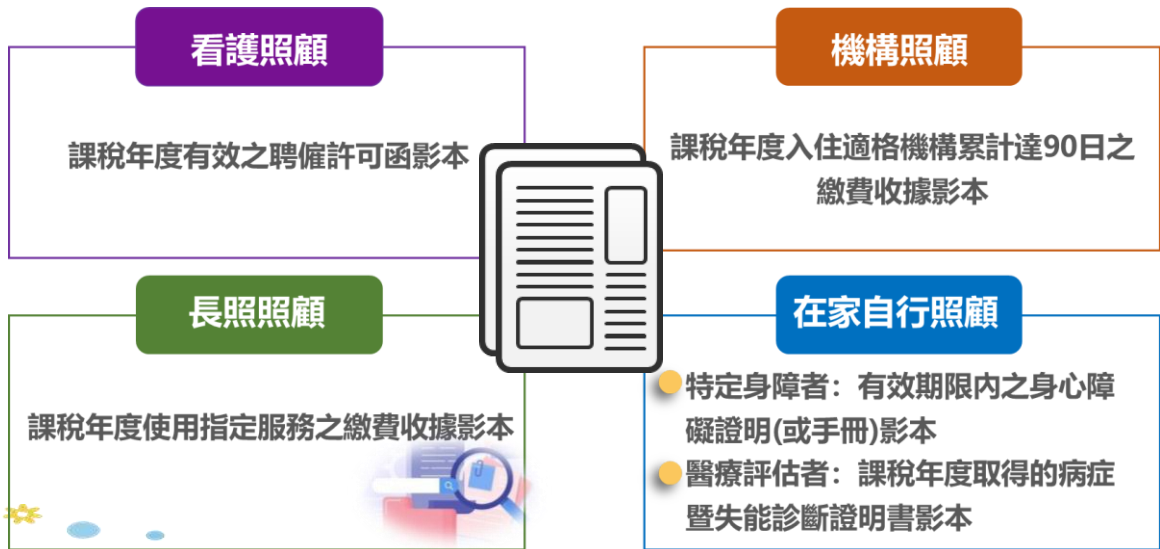 看護照顧
課稅年度有效之聘僱許可函影本
機構照顧
課稅年度入住適格機構累計達90日之
繳費收據影本
長照照顧
課稅年度使用指定服務之繳費收據影本
在家自行照顧
特定身障者：有效期限內之身心障
礙證明(或手冊)影本
醫療評估者：課稅年度取得的病症
暨失能診斷證明書影本